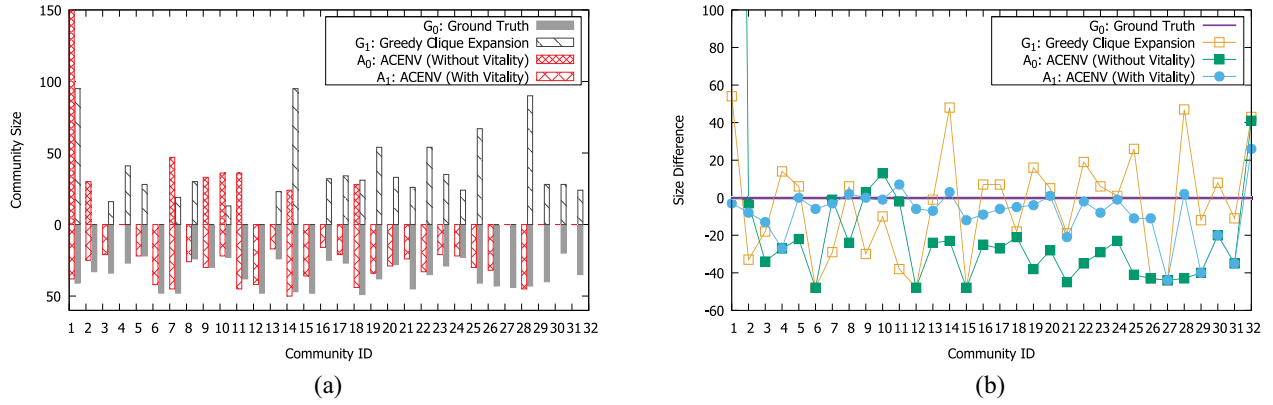 150
100
50
0
50
Community Size
G₀: Ground Truth
G₁: Greedy Clique Expansion
A₀: ACENV (Without Vitality)
A₁: ACENV (With Vitality)
1 2 3 4 5 6 7 8 9 10 11 12 13 14 15 16 17 18 19 20 21 22 23 24 25 26 27 28 29 30 31 32
Community ID
(a)
100
80
60
40
20
0
-20
-40
-60
Size Difference
G₀: Ground Truth
G₁: Greedy Clique Expansion
A₀: ACENV (Without Vitality)
A₁: ACENV (With Vitality)
1 2 3 4 5 6 7 8 9 10 11 12 13 14 15 16 17 18 19 20 21 22 23 24 25 26 27 28 29 30 31 32
Community ID
(b)